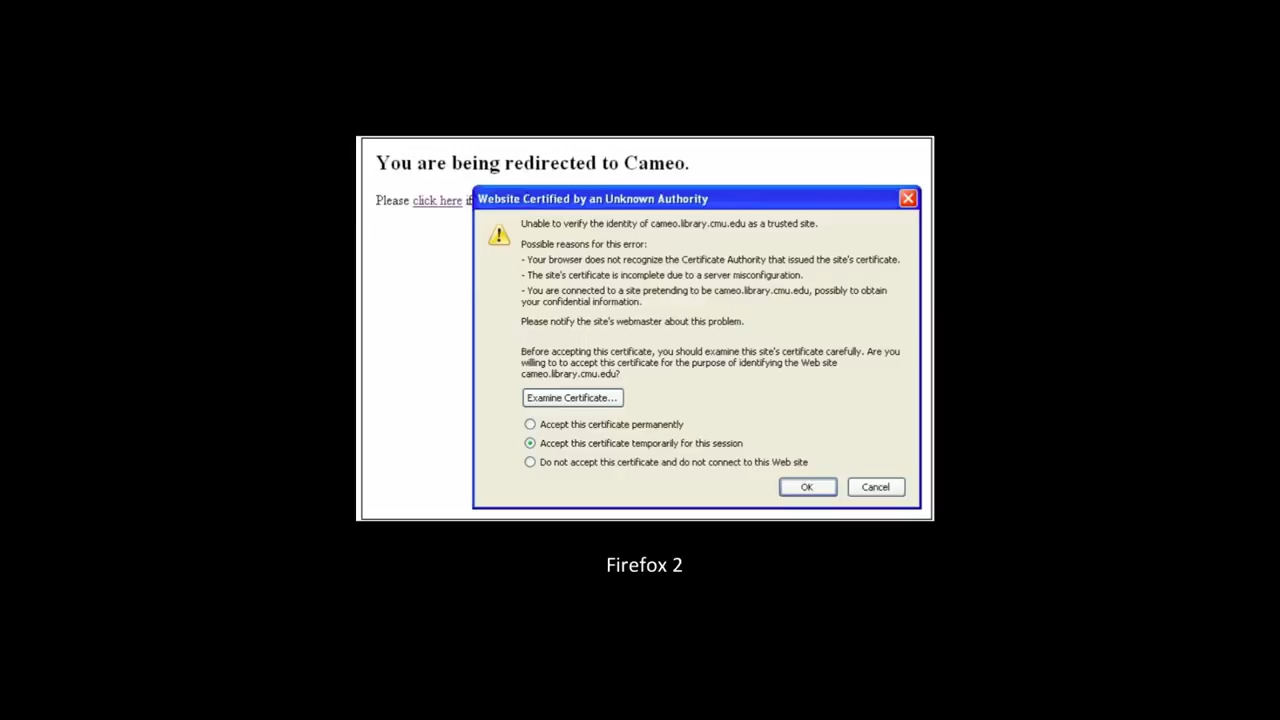 You are being redirected to Cameo.
Please click here if
Website Certified by an Unknown Authority
Unable to verify the identity of cameo.library.cmu.edu as a trusted site.
Possible reasons for this error:
- Your browser does not recognize the Certificate Authority that issued the site's certificate.
- The site's certificate is incomplete due to a server misconfiguration.
- You are connected to a site pretending to be cameo.library.cmu.edu, possibly to obtain
your confidential information.
Please notify the site's webmaster about this problem.
Before accepting this certificate, you should examine this site's certificate carefully. Are you
willing to to accept this certificate for the purpose of identifying the Web site
cameo.library.cmu.edu?
Examine Certificate...
Accept this certificate permanently
Accept this certificate temporarily for this session
Do not accept this certificate and do not connect to this Web site
OK Cancel
Firefox 2